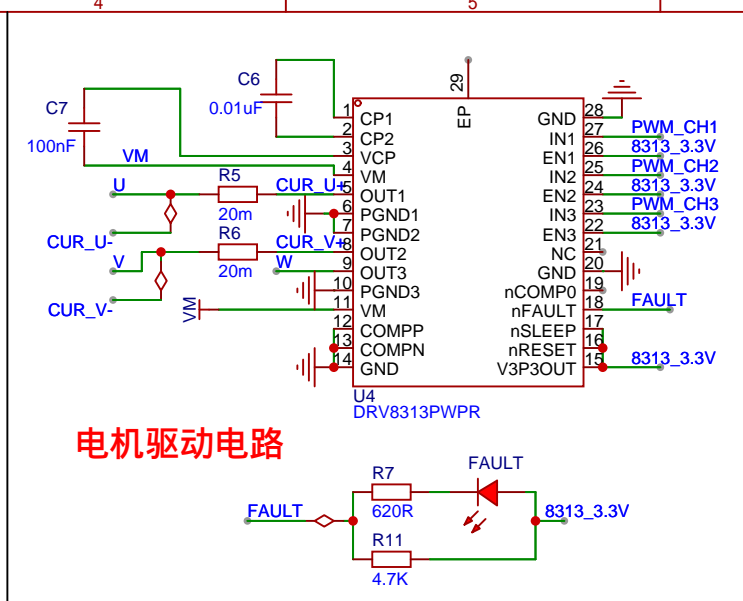 4 5
C7
100nF
C6
0.01uF
29
EP
VM
U
R5
20m
CUR_U+
CUR_U-
R6
20m
CUR_V+
V
W
CUR_V-
VM
1 CP1
2 CP2
3 VCP
4 VM
5 OUT1
6 PGND1
7 PGND2
8 OUT2
9 OUT3
10 PGND3
11 VM
12 COMPP
13 COMPN
14 GND
GND 28
IN1 27 PWM_CH1
EN1 26 8313_3.3V
IN2 25 PWM_CH2
EN2 24 8313_3.3V
IN3 23 PWM_CH3
EN3 22 8313_3.3V
NC 21
GND 20
nCOMP0 19
nFAULT 18 FAULT
nSLEEP 17
nRESET 16
V3P3OUT 15 8313_3.3V
U4
DRV8313PWPR
电机驱动电路
FAULT
R7
620R
FAULT
8313_3.3V
R11
4.7K